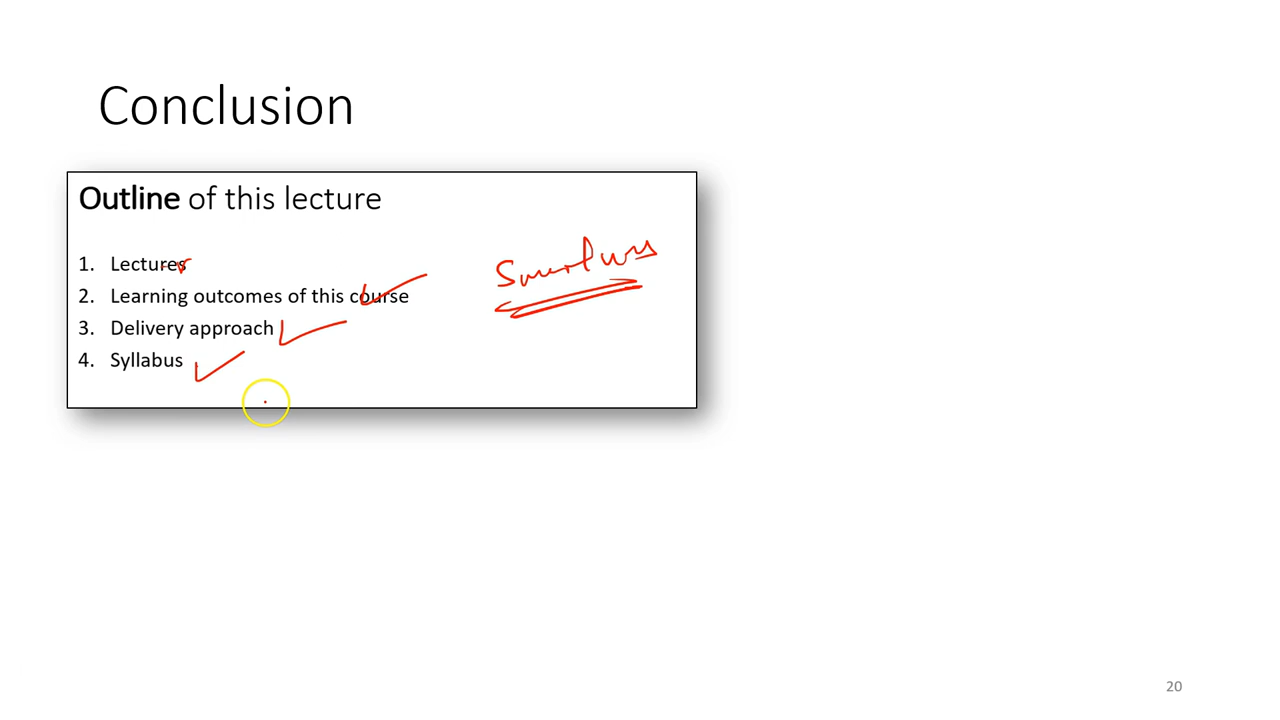 Conclusion
Outline of this lecture
1. Lectures
2. Learning outcomes of this course
3. Delivery approach
4. Syllabus
20